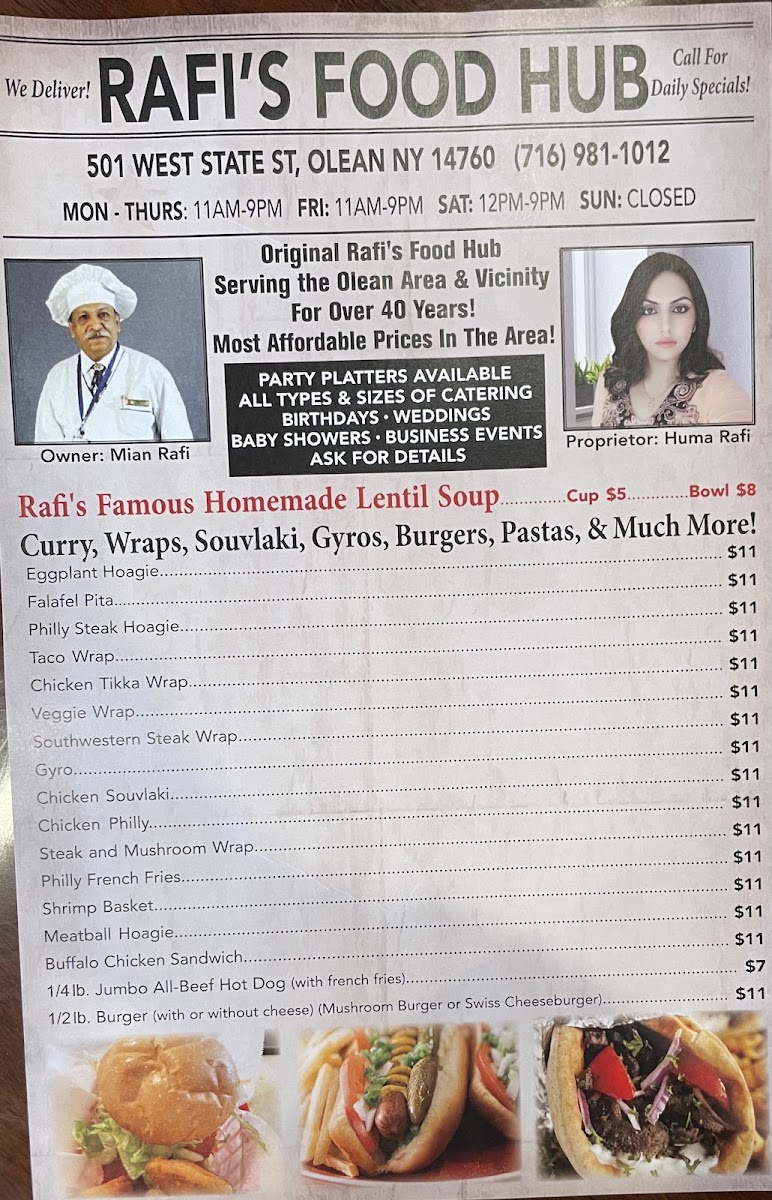 We Deliver!
RAFI'S FOOD HUB
Call For
Daily Specials!
501 WEST STATE ST, OLEAN NY 14760 (716) 981-1012
MON - THURS: 11AM-9PM FRI: 11AM-9PM SAT: 12PM-9PM SUN: CLOSED
Original Rafi's Food Hub
Serving the Olean Area & Vicinity
For Over 40 Years!
Most Affordable Prices In The Area!
PARTY PLATTERS AVAILABLE
ALL TYPES & SIZES OF CATERING
BIRTHDAYS • WEDDINGS
BABY SHOWERS • BUSINESS EVENTS
ASK FOR DETAILS
Owner: Mian Rafi
Proprietor: Huma Rafi
Rafi's Famous Homemade Lentil Soup.............Cup $5............Bowl $8
Curry, Wraps, Souvlaki, Gyros, Burgers, Pastas, & Much More!
Eggplant Hoagie.......... $11
Falafel Pita.......... $11
Philly Steak Hoagie.......... $11
Taco Wrap.......... $11
Chicken Tikka Wrap.......... $11
Veggie Wrap.......... $11
Southwestern Steak Wrap.......... $11
Gyro.......... $11
Chicken Souvlaki.......... $11
Chicken Philly.......... $11
Steak and Mushroom Wrap.......... $11
Philly French Fries.......... $11
Shrimp Basket.......... $11
Meatball Hoagie.......... $11
Buffalo Chicken Sandwich.......... $11
1/4 lb. Jumbo All-Beef Hot Dog (with french fries).......... $7
1/2 lb. Burger (with or without cheese) (Mushroom Burger or Swiss Cheeseburger).......... $11